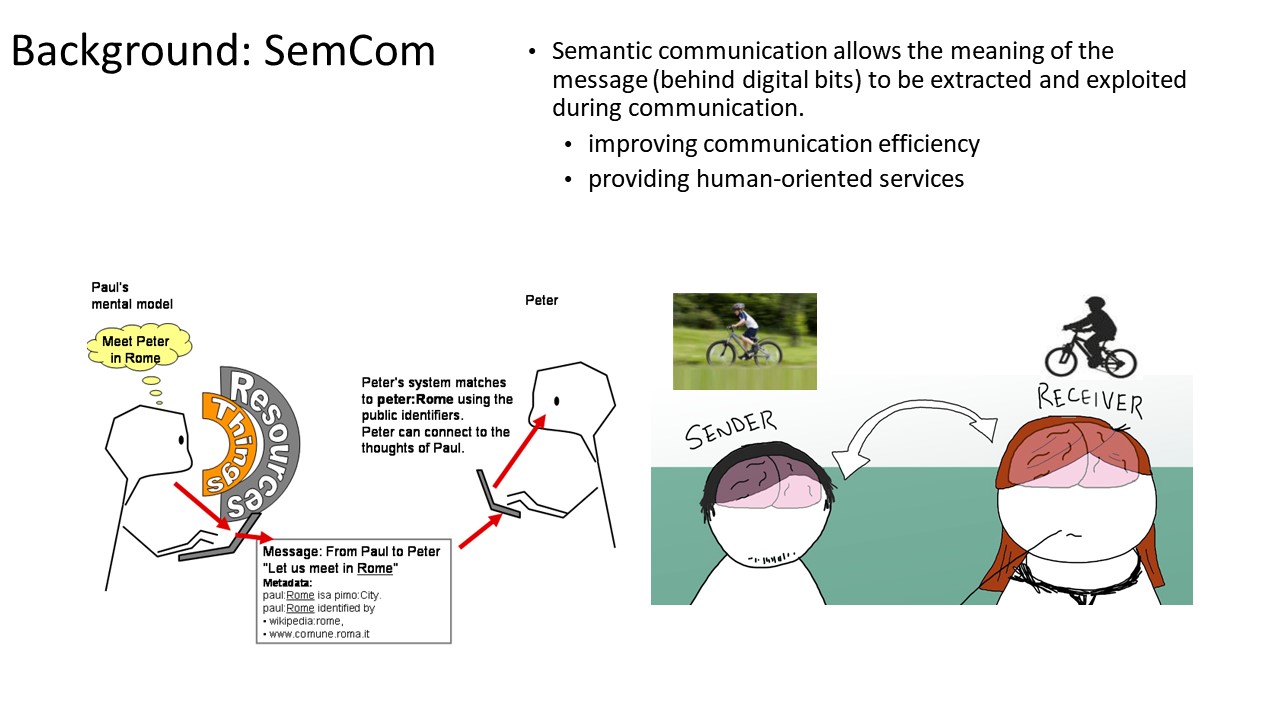 Background: SemCom
• Semantic communication allows the meaning of the
message (behind digital bits) to be extracted and exploited
during communication.
• improving communication efficiency
• providing human-oriented services
Paul's
mental model
Meet Peter
in Rome
Things
Resources
Peter
Peter's system matches
to peter:Rome using the
public identifiers.
Peter can connect to the
thoughts of Paul.
Message: From Paul to Peter
"Let us meet in Rome"
Metadata:
paul:Rome isa pimo:City.
paul:Rome identified by
• wikipedia:rome,
• www.comune.roma.it
SENDER
RECEIVER